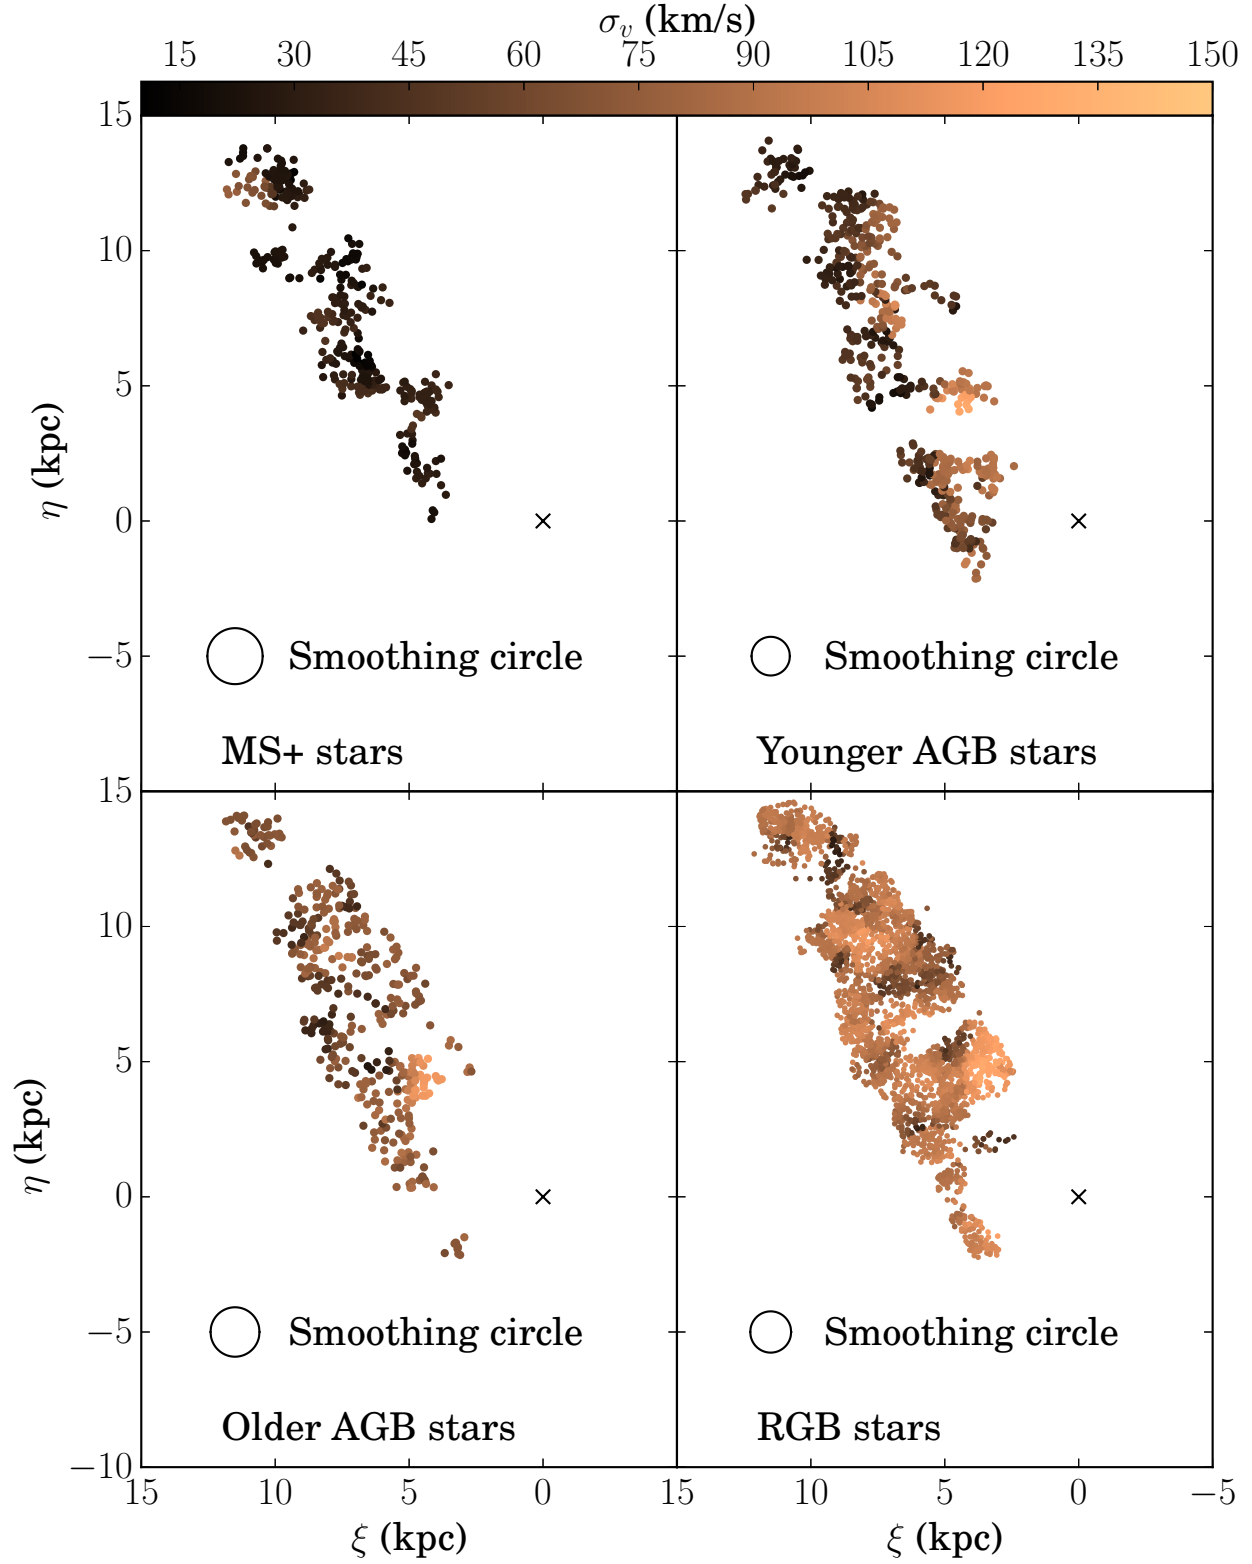 σ_v (km/s)
15 30 45 60 75 90 105 120 135 150
15
10
5
0
−5
η (kpc)
Smoothing circle
MS+ stars
Smoothing circle
Younger AGB stars
15
10
5
0
−5
−10
η (kpc)
Smoothing circle
Older AGB stars
Smoothing circle
RGB stars
15 10 5 0 15 10 5 0 −5
ξ (kpc) ξ (kpc)